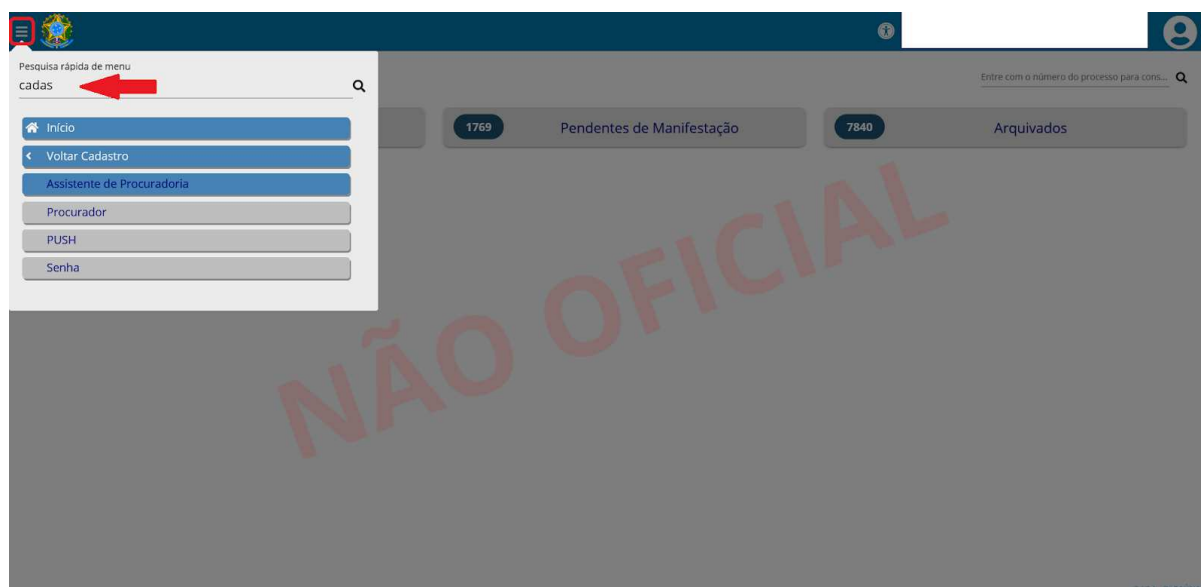 Pesquisa rápida de menu
cadas
Entre com o número do processo para cons...
Início
1769 Pendentes de Manifestação 7840 Arquivados
Voltar Cadastro
Assistente de Procuradoria
Procurador
PUSH
Senha
NÃO OFICIAL